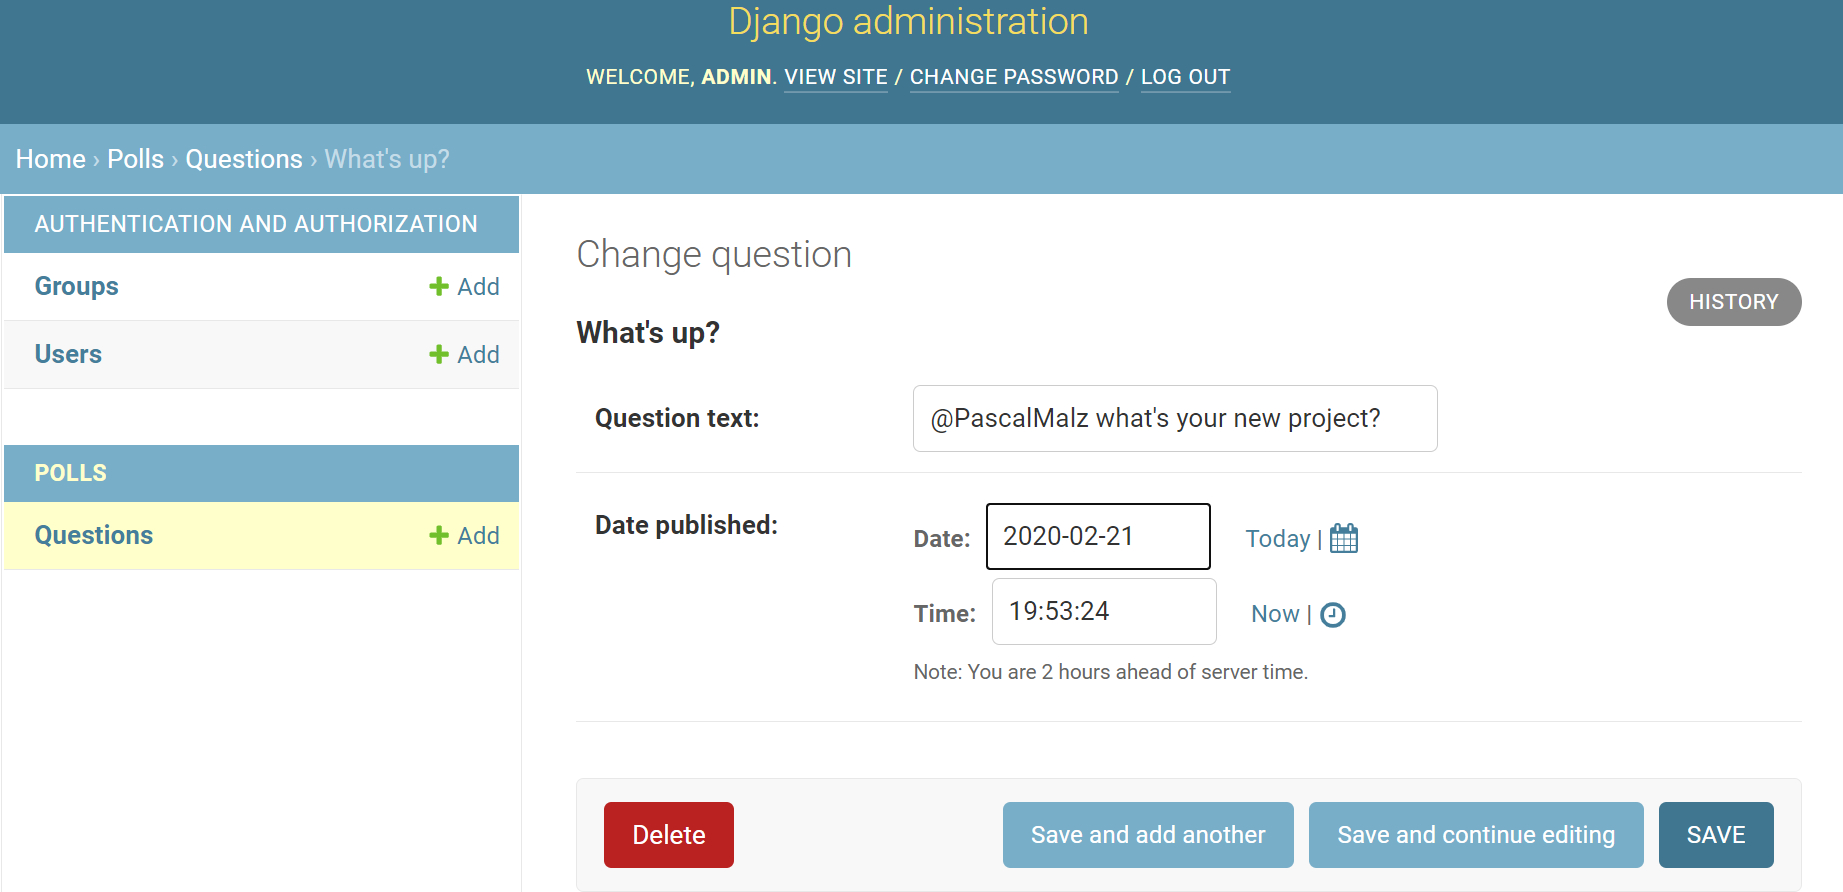 Django administration
WELCOME, ADMIN. VIEW SITE / CHANGE PASSWORD / LOG OUT
Home › Polls › Questions › What's up?
AUTHENTICATION AND AUTHORIZATION
Groups Add
Users Add
POLLS
Questions Add
Change question
HISTORY
What's up?
Question text: @PascalMalz what's your new project?
Date published:
Date: 2020-02-21 Today |
Time: 19:53:24 Now |
Note: You are 2 hours ahead of server time.
Delete Save and add another Save and continue editing SAVE